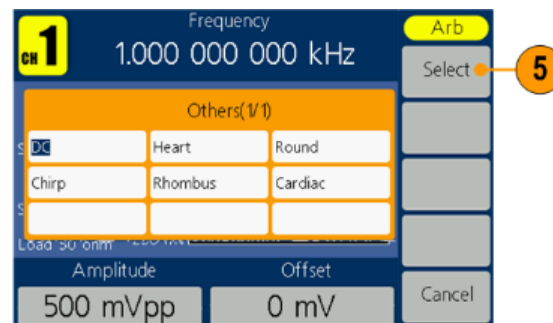 Frequency
Arb
CH 1
1.000 000 000 kHz
Select
5
Others(1/1)
DC Heart Round
Chirp Rhombus Cardiac
Load 50 ohm
Amplitude Offset
500 mVpp 0 mV
Cancel